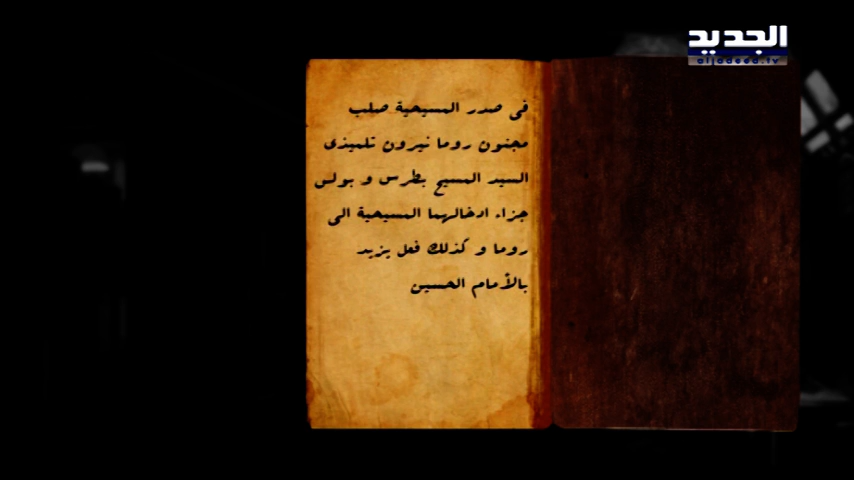 الجديد
aljadeed.tv
فى صدر المسيحية صلب
مجنون روما نيرون تلميذى
السيد المسيح بطرس و بولس
جزاء ادخالهما المسيحية الى
روما و كذلك فعل يزيد
بالأمام الحسين